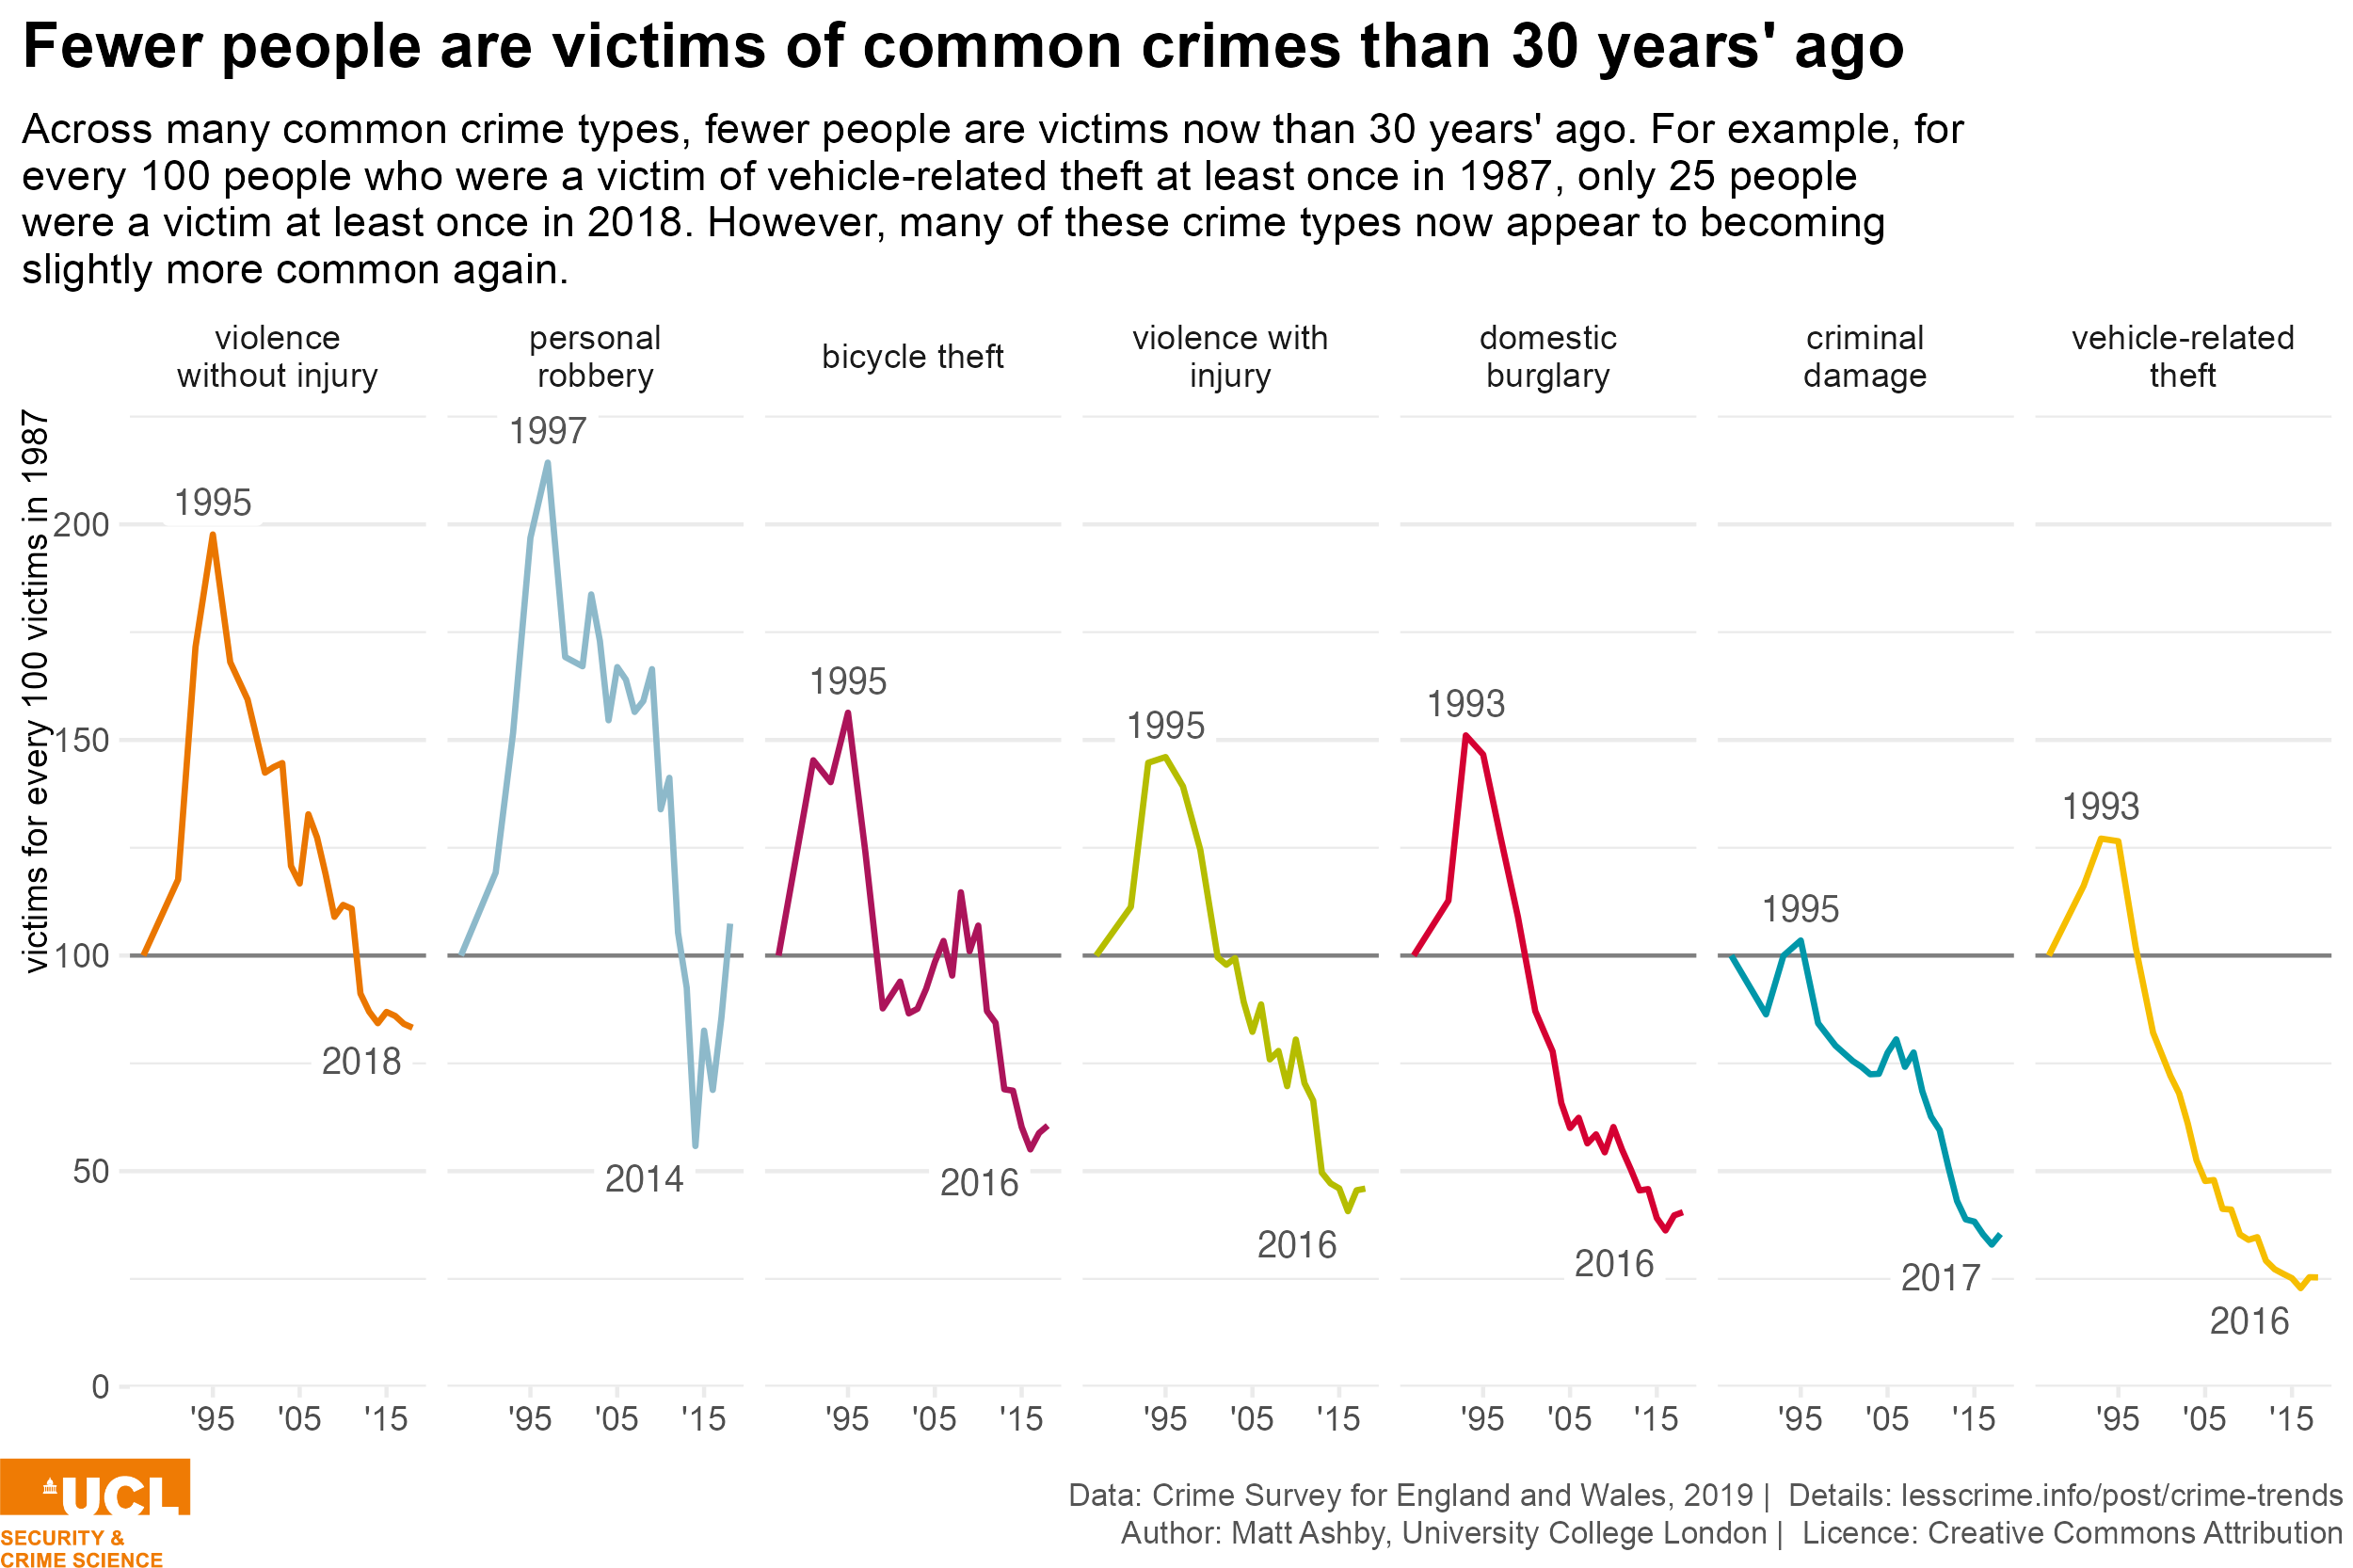 Fewer people are victims of common crimes than 30 years' ago
Across many common crime types, fewer people are victims now than 30 years' ago. For example, for
every 100 people who were a victim of vehicle-related theft at least once in 1987, only 25 people
were a victim at least once in 2018. However, many of these crime types now appear to becoming
slightly more common again.
violence
without injury
personal
robbery
bicycle theft
violence with
injury
domestic
burglary
criminal
damage
vehicle-related
theft
victims for every 100 victims in 1987
200
150
100
50
0
1995
2018
1997
2014
1995
2016
1995
2016
1993
2016
1995
2017
1993
2016
'95 '05 '15
'95 '05 '15
'95 '05 '15
'95 '05 '15
'95 '05 '15
'95 '05 '15
'95 '05 '15
UCL
SECURITY &
CRIME SCIENCE
Data: Crime Survey for England and Wales, 2019 | Details: lesscrime.info/post/crime-trends
Author: Matt Ashby, University College London | Licence: Creative Commons Attribution